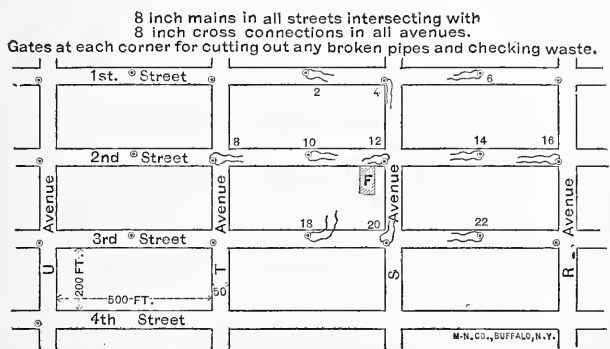 8 inch mains in all streets intersecting with
8 inch cross connections in all avenues.
Gates at each corner for cutting out any broken pipes and checking waste.
1st. Street
2
4
6
8
10
12
14
16
2nd Street
F
Avenue
Avenue
Avenue
Avenue
18
20
22
3rd Street
U
T
S
R
200 FT.
500-FT.
50'
4th Street
M-N.CO., BUFFALO, N.Y.